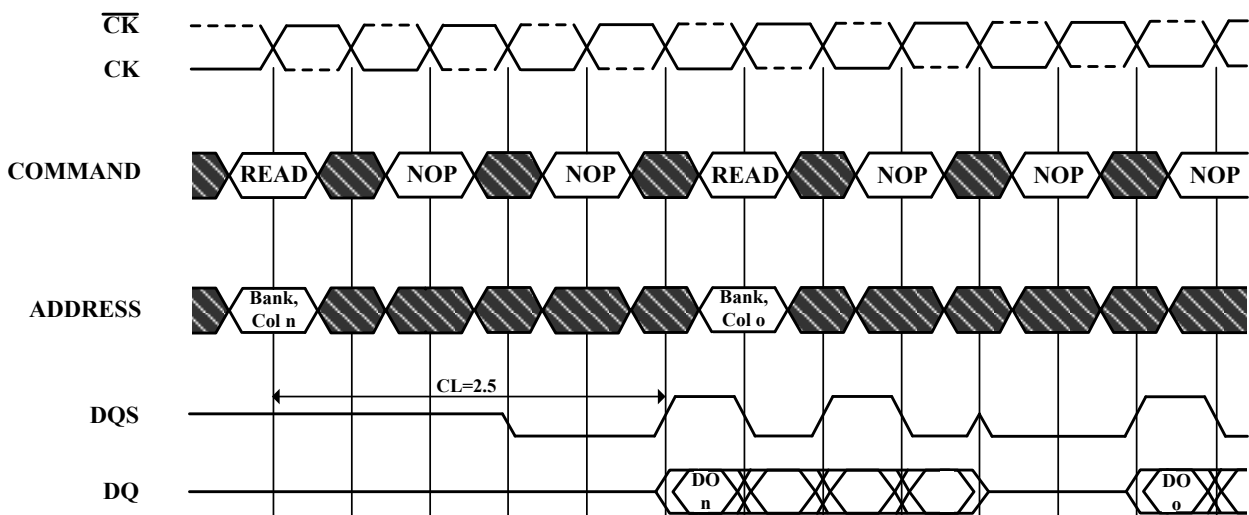 CK
CK
COMMAND READ NOP NOP READ NOP NOP NOP
ADDRESS Bank, Col n Bank, Col o
CL=2.5
DQS
DQ DO n DO o